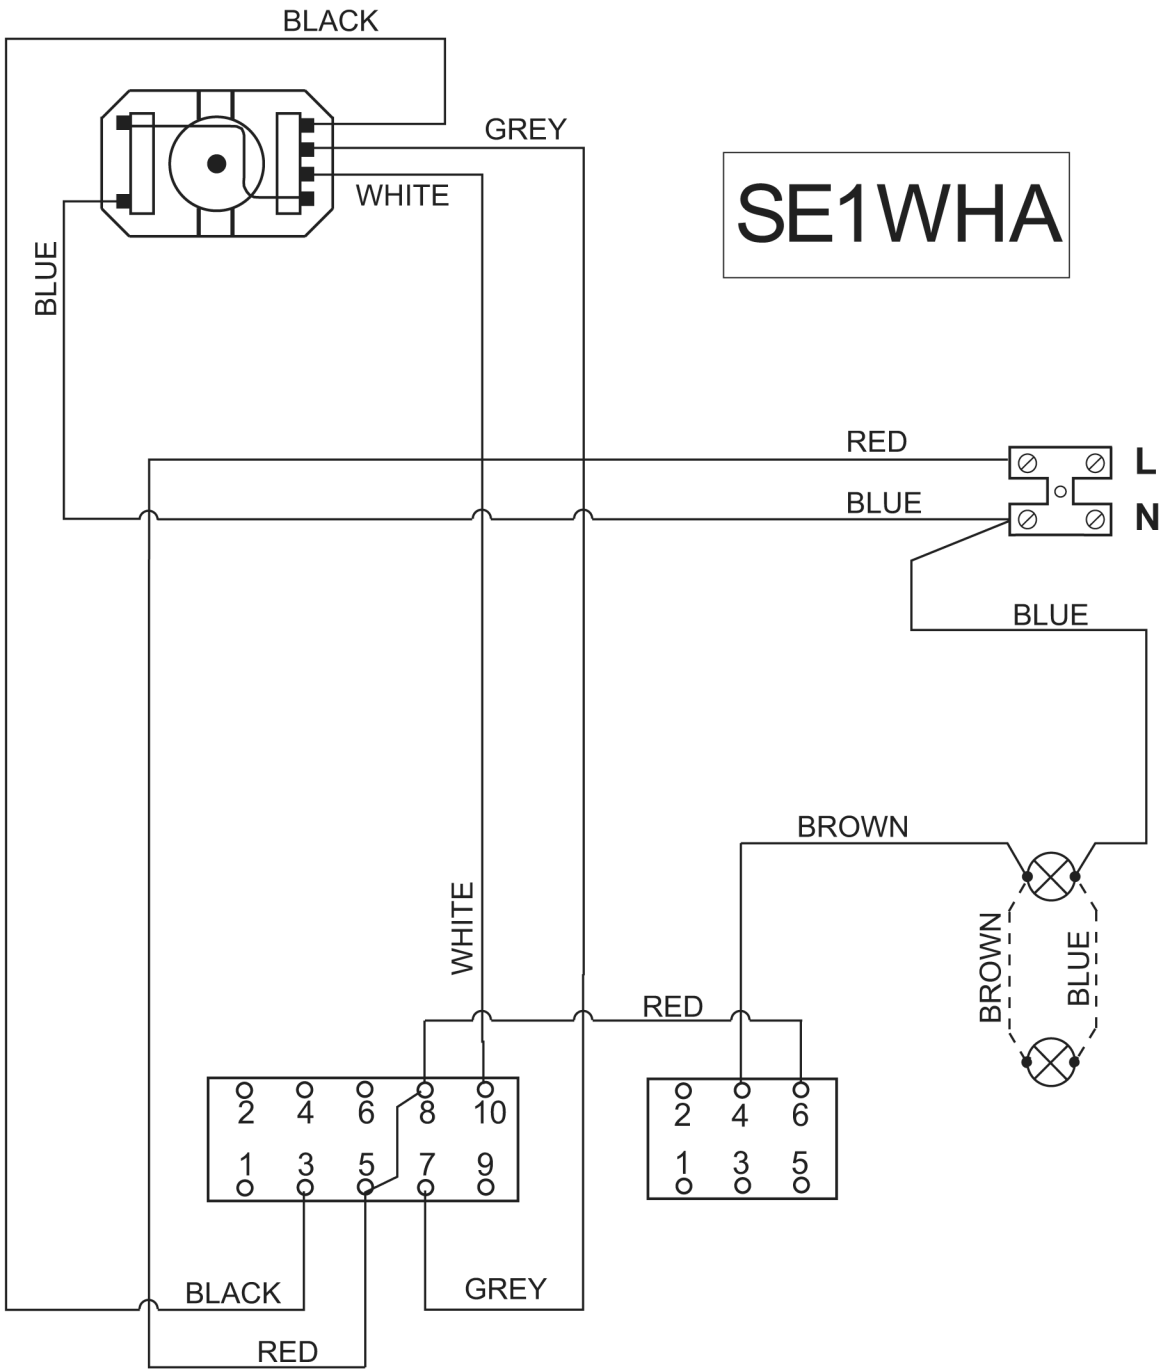 BLACK
GREY
WHITE
SE1WHA
BLUE
RED
L
BLUE
N
BLUE
BROWN
WHITE
BROWN
BLUE
RED
2 4 6 8 10
2 4 6
1 3 5 7 9
1 3 5
BLACK
GREY
RED